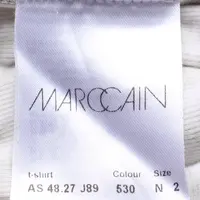 MARCCAIN
t-shirt Colour Size
AS 48.27 J89 530 N 2